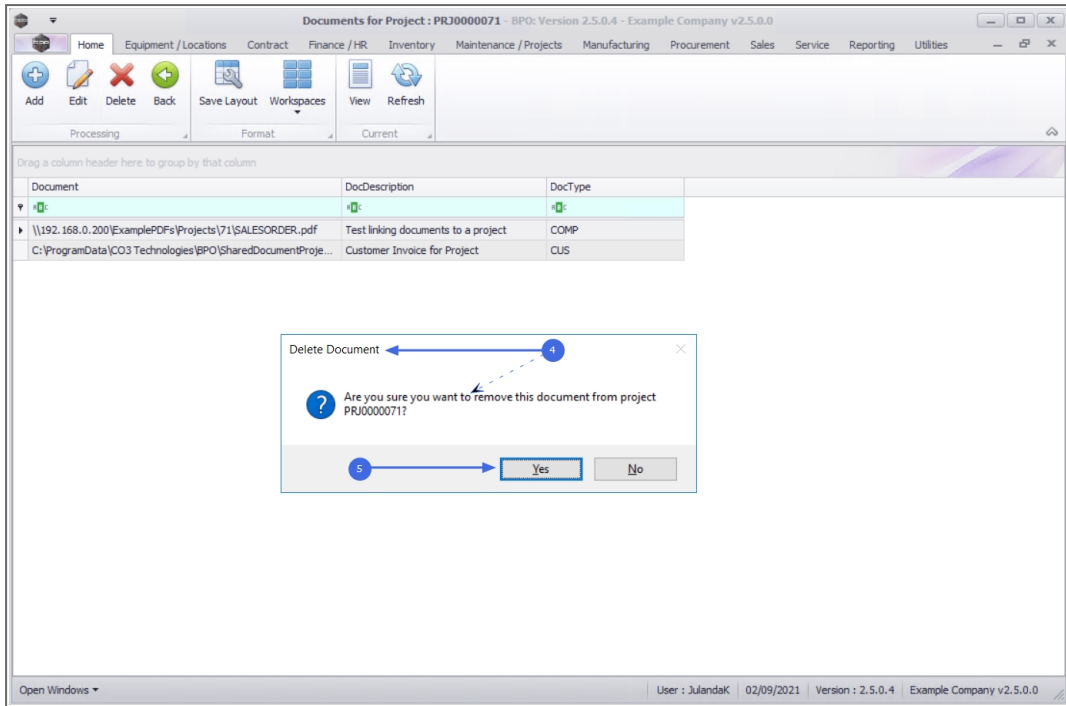 Documents for Project : PRJ0000071 - BPO: Version 2.5.0.4 - Example Company v2.5.0.0
Home Equipment / Locations Contract Finance / HR Inventory Maintenance / Projects Manufacturing Procurement Sales Service Reporting Utilities
Add Edit Delete Back Save Layout Workspaces View Refresh
Processing Format Current
Drag a column header here to group by that column
Document DocDescription DocType
\\192.168.0.200\ExamplePDFs\Projects\71\SALESORDER.pdf Test linking documents to a project COMP
C:\ProgramData\CO3 Technologies\BPO\SharedDocumentProje... Customer Invoice for Project CUS
Delete Document 4
Are you sure you want to remove this document from project
PRJ0000071?
5 Yes No
Open Windows User : JulandaK 02/09/2021 Version : 2.5.0.4 Example Company v2.5.0.0